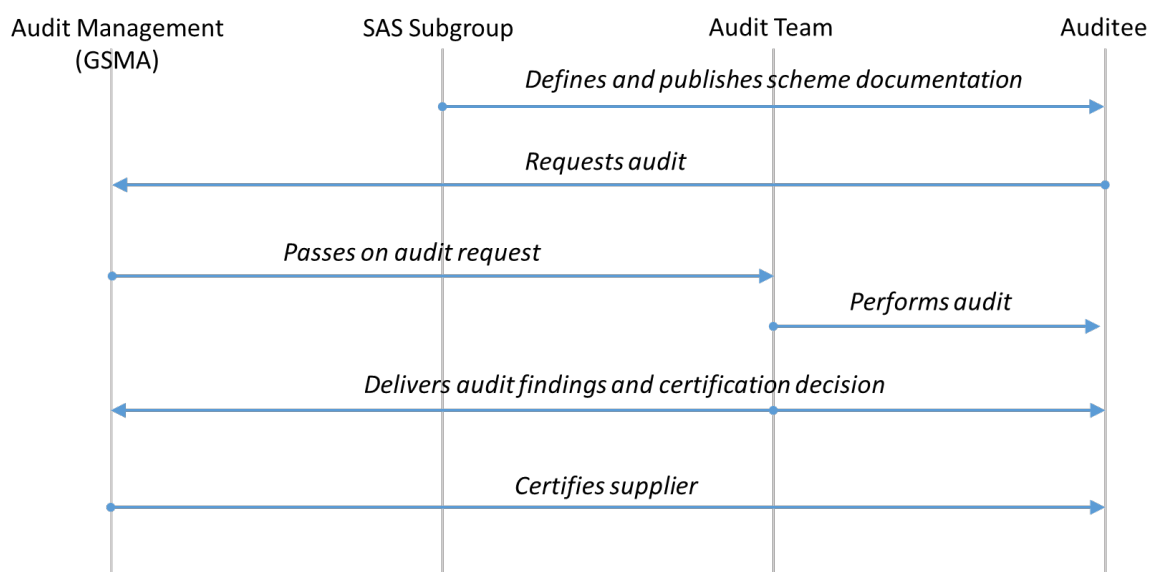 Audit Management
(GSMA)
SAS Subgroup
Audit Team
Auditee
Defines and publishes scheme documentation
Requests audit
Passes on audit request
Performs audit
Delivers audit findings and certification decision
Certifies supplier